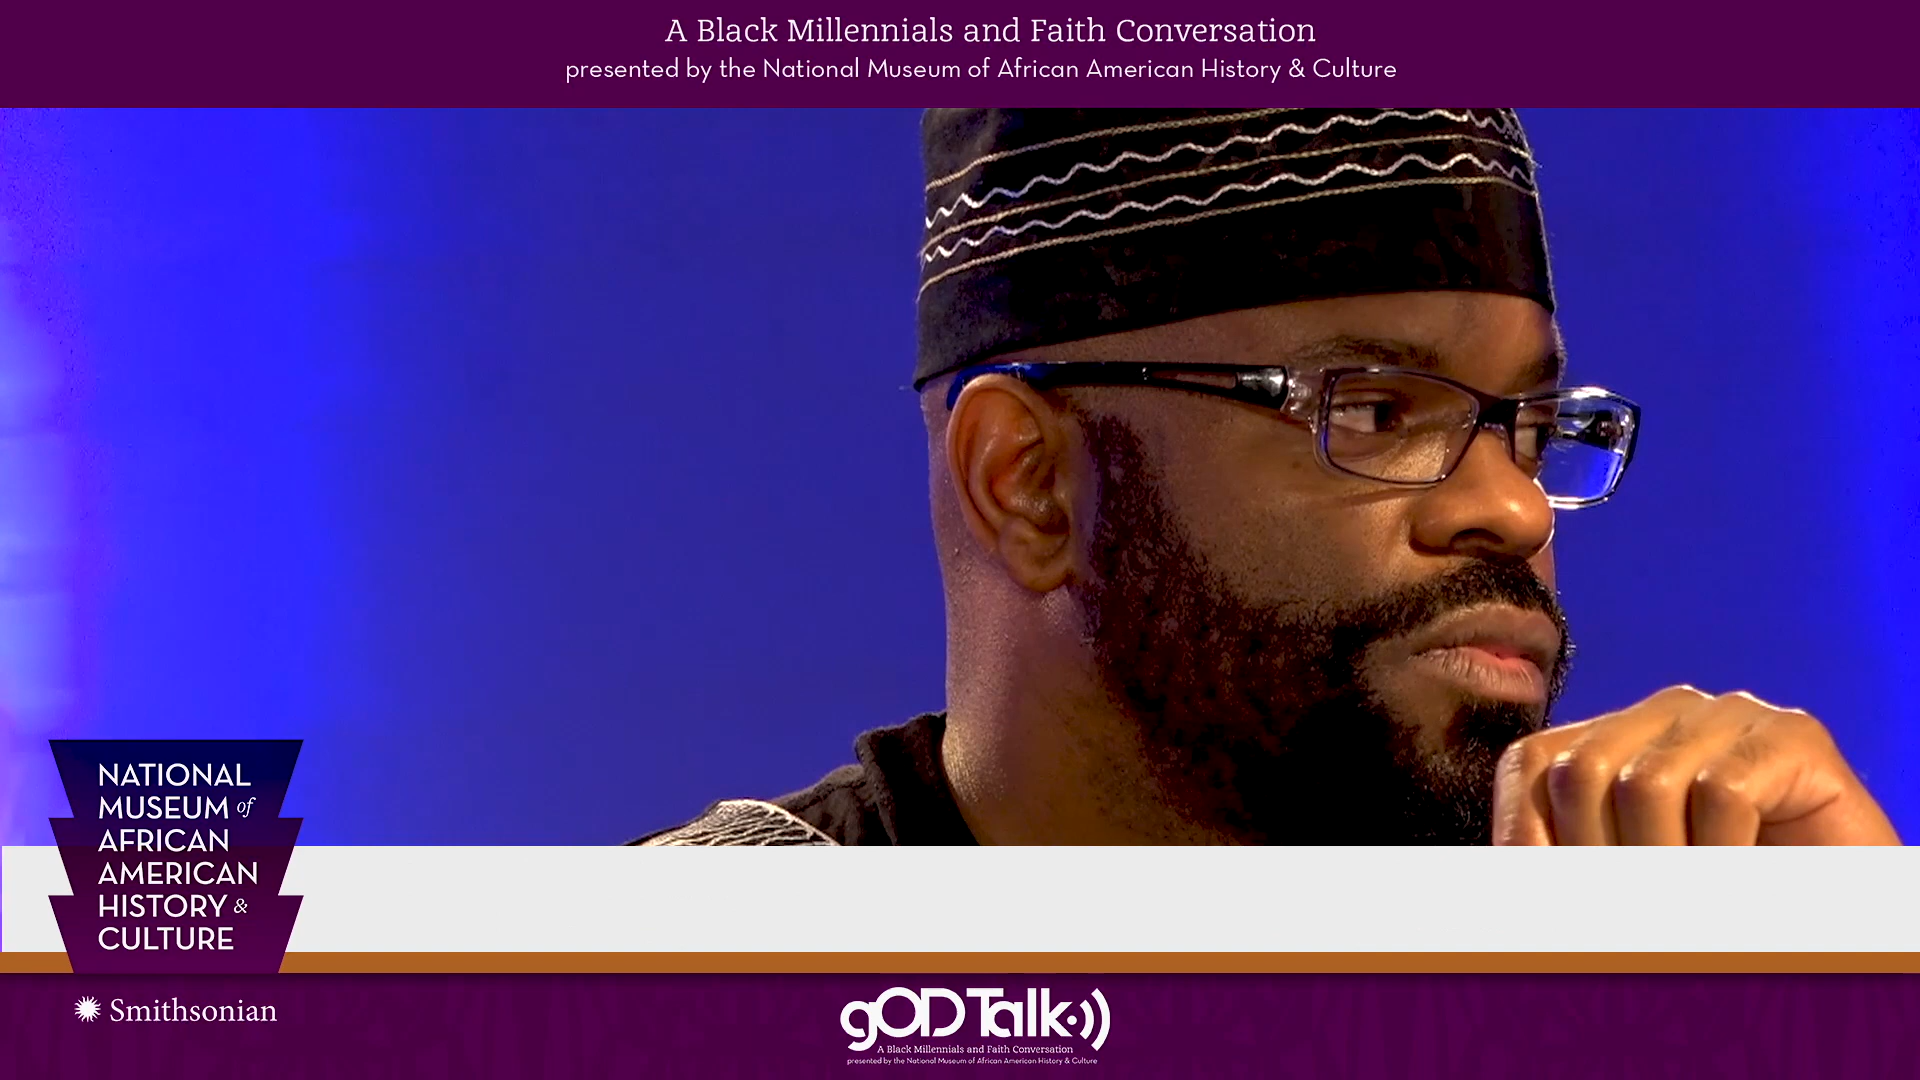 A Black Millennials and Faith Conversation
presented by the National Museum of African American History & Culture
NATIONAL
MUSEUM of
AFRICAN
AMERICAN
HISTORY &
CULTURE
Smithsonian
gODTalk
A Black Millennials and Faith Conversation
presented by the National Museum of African American History & Culture